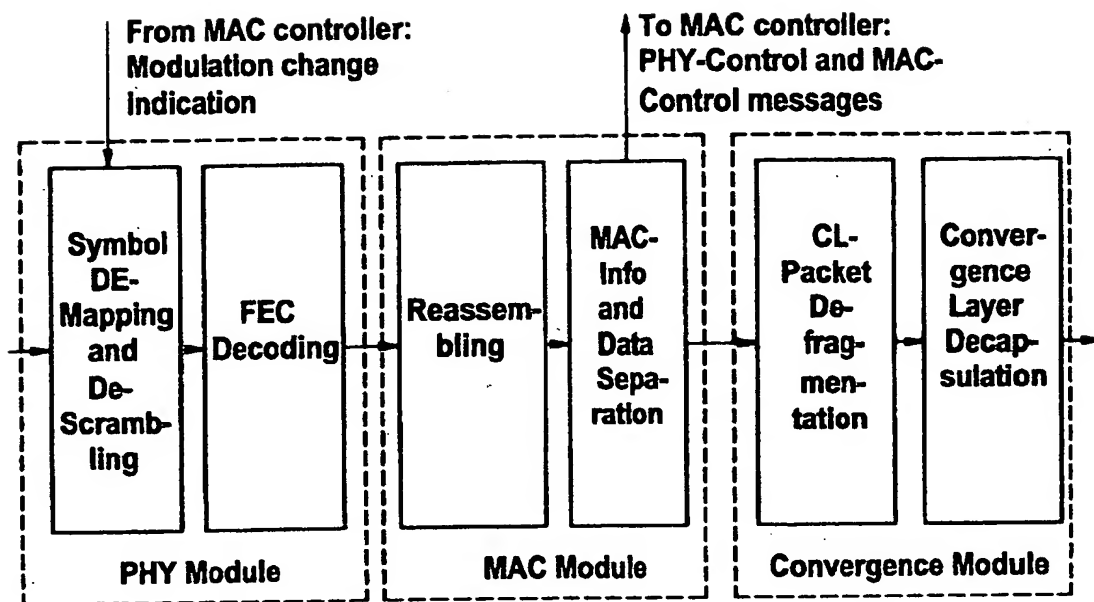 From MAC controller:
Modulation change
Indication
To MAC controller:
PHY-Control and MAC-
Control messages
Symbol
DE-
Mapping
and
De-
Scramb-
ling
FEC
Decoding
Reassem-
bling
MAC-
Info
and
Data
Sepa-
ration
CL-
Packet
De-
frag-
men-
tation
Conver-
gence
Layer
Decap-
sulation
PHY Module
MAC Module
Convergence Module